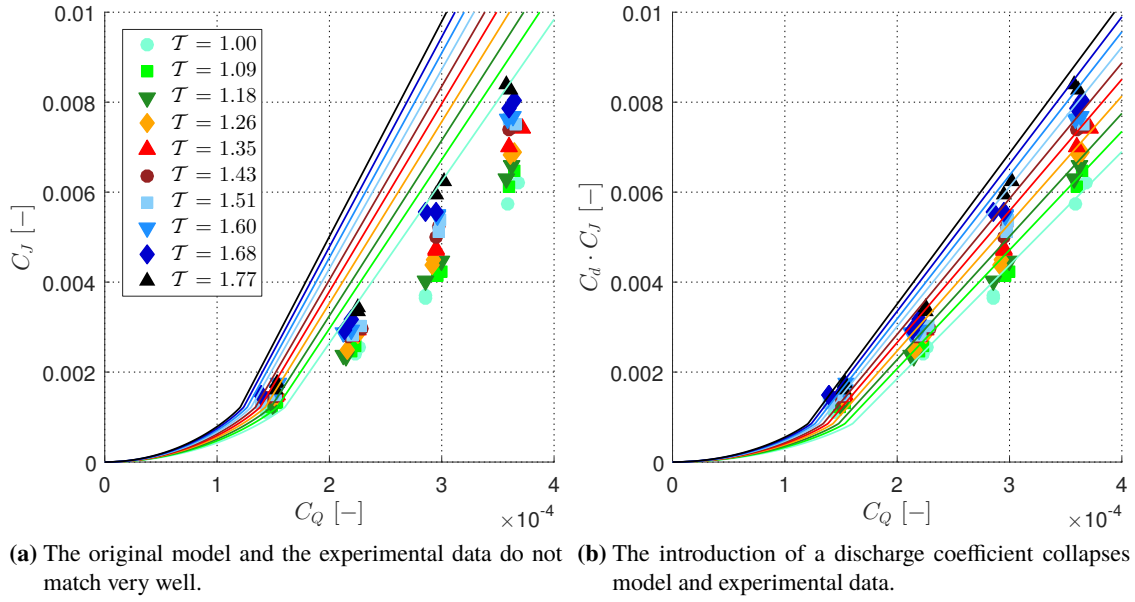 0.01
0.008
0.006
0.004
0.002
0
C_J [−]
𝒯 = 1.00
𝒯 = 1.09
𝒯 = 1.18
𝒯 = 1.26
𝒯 = 1.35
𝒯 = 1.43
𝒯 = 1.51
𝒯 = 1.60
𝒯 = 1.68
𝒯 = 1.77
0 1 2 3 4
C_Q [−]
×10⁻⁴
(a) The original model and the experimental data do not
match very well.
0.01
0.008
0.006
0.004
0.002
0
C_d · C_J [−]
0 1 2 3 4
C_Q [−]
×10⁻⁴
(b) The introduction of a discharge coefficient collapses
model and experimental data.